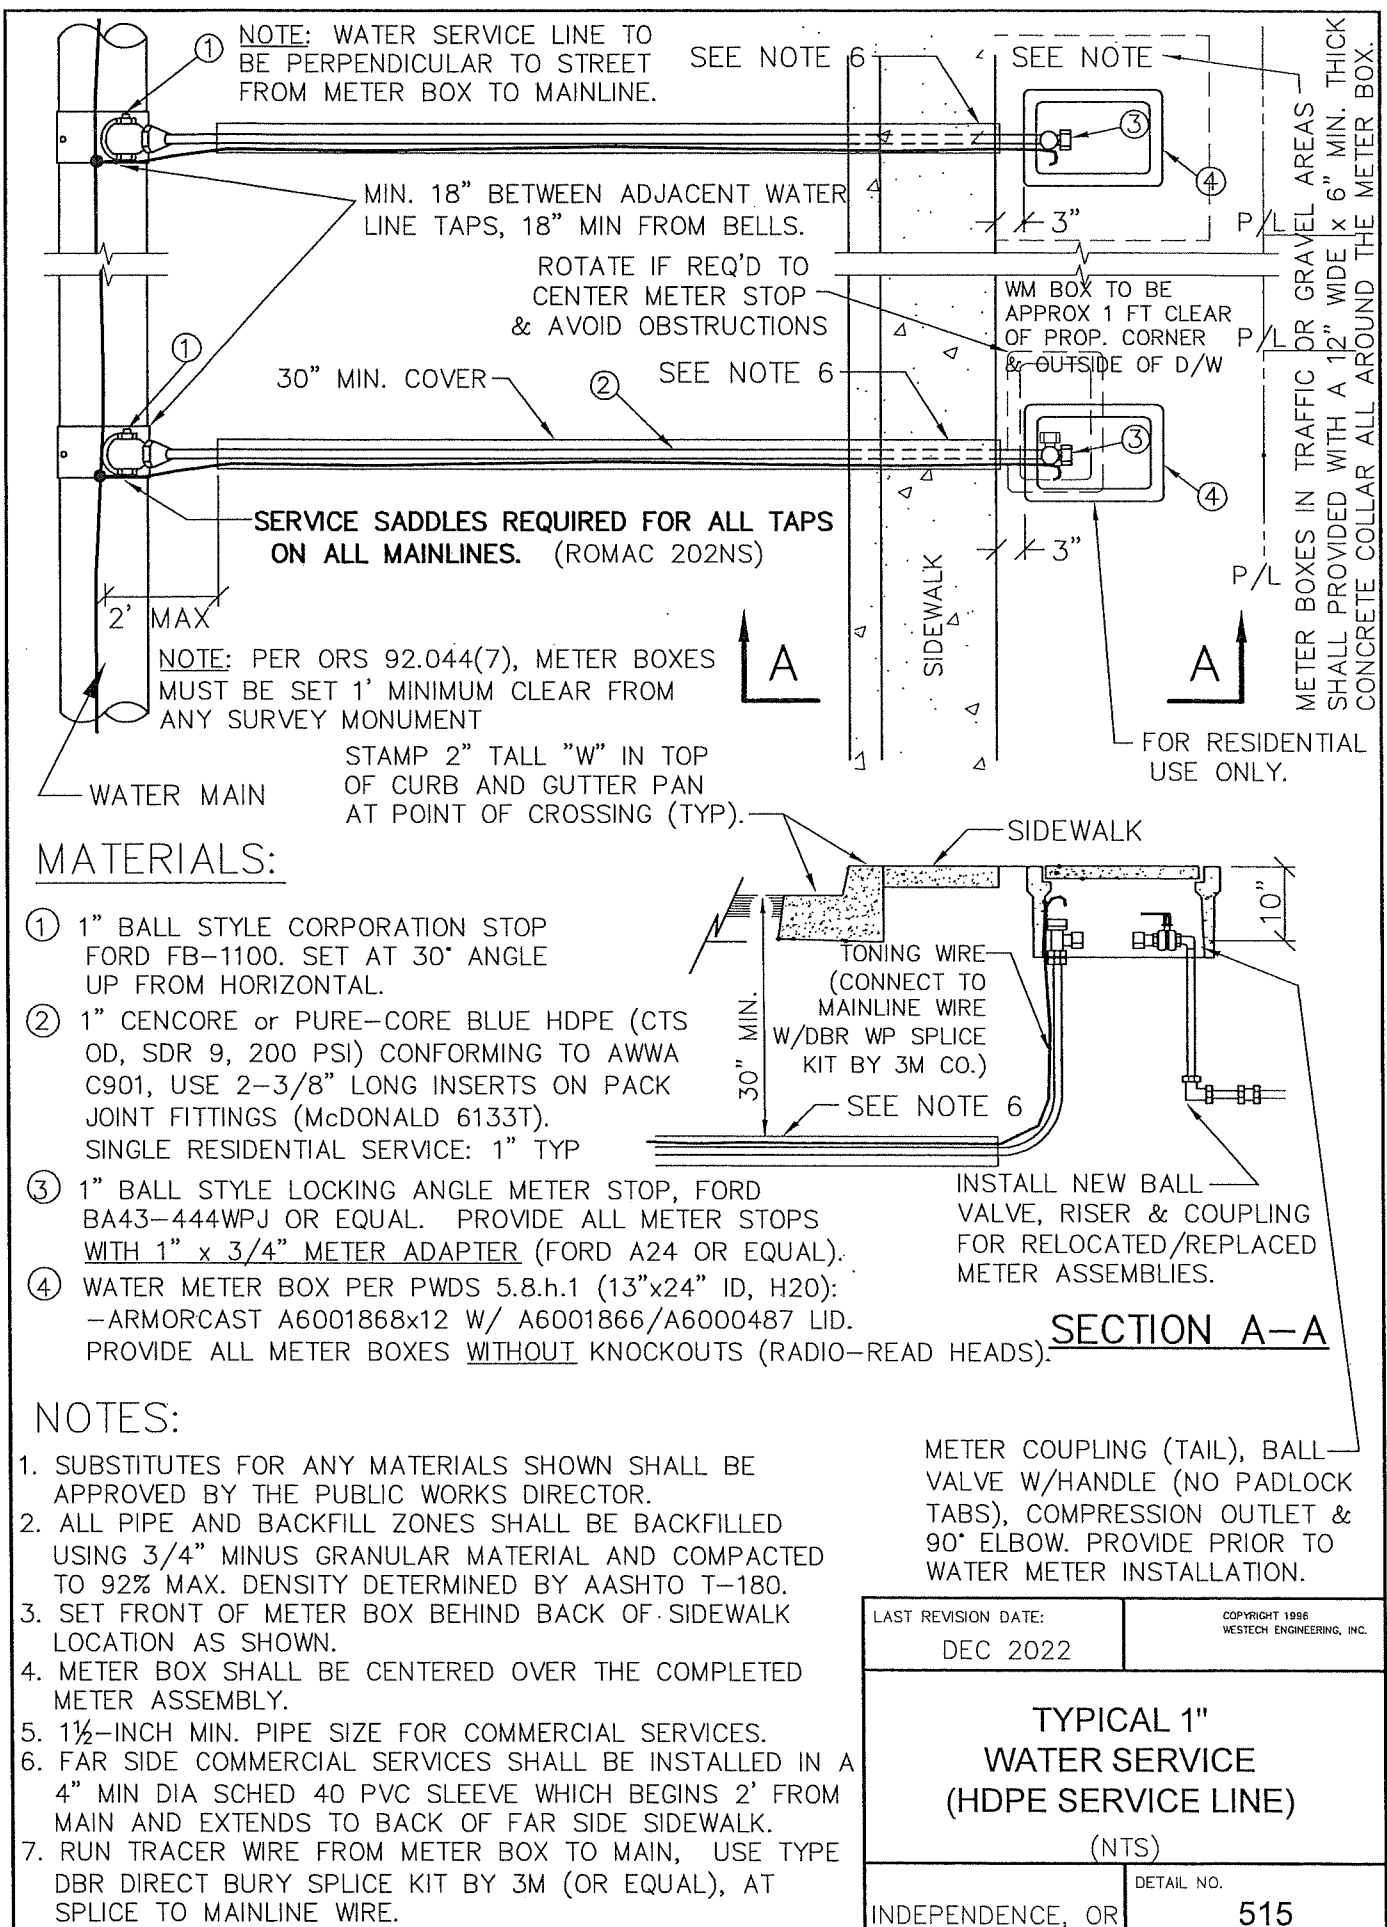 ①
NOTE: WATER SERVICE LINE TO
BE PERPENDICULAR TO STREET
FROM METER BOX TO MAINLINE.
SEE NOTE 6
SEE NOTE
③
④
MIN. 18" BETWEEN ADJACENT WATER
LINE TAPS, 18" MIN FROM BELLS.
3"
P/L
ROTATE IF REQ'D TO
CENTER METER STOP
& AVOID OBSTRUCTIONS
WM BOX TO BE
APPROX 1 FT CLEAR
OF PROP. CORNER
& OUTSIDE OF D/W
P/L
①
30" MIN. COVER
②
SEE NOTE 6
③
④
SERVICE SADDLES REQUIRED FOR ALL TAPS
ON ALL MAINLINES. (ROMAC 202NS)
3"
P/L
2' MAX
SIDEWALK
A
A
METER BOXES IN TRAFFIC OR GRAVEL AREAS
SHALL PROVIDED WITH A 12" WIDE x 6" MIN. THICK
CONCRETE COLLAR ALL AROUND THE METER BOX.
NOTE: PER ORS 92.044(7), METER BOXES
MUST BE SET 1' MINIMUM CLEAR FROM
ANY SURVEY MONUMENT
FOR RESIDENTIAL
USE ONLY.
WATER MAIN
STAMP 2" TALL "W" IN TOP
OF CURB AND GUTTER PAN
AT POINT OF CROSSING (TYP).
SIDEWALK
10"
TONING WIRE
(CONNECT TO
MAINLINE WIRE
W/DBR WP SPLICE
KIT BY 3M CO.)
30" MIN.
SEE NOTE 6
INSTALL NEW BALL
VALVE, RISER & COUPLING
FOR RELOCATED/REPLACED
METER ASSEMBLIES.
SECTION A-A
MATERIALS:
① 1" BALL STYLE CORPORATION STOP
FORD FB-1100. SET AT 30° ANGLE
UP FROM HORIZONTAL.
② 1" CENCORE or PURE-CORE BLUE HDPE (CTS
OD, SDR 9, 200 PSI) CONFORMING TO AWWA
C901, USE 2-3/8" LONG INSERTS ON PACK
JOINT FITTINGS (McDONALD 6133T).
SINGLE RESIDENTIAL SERVICE: 1" TYP
③ 1" BALL STYLE LOCKING ANGLE METER STOP, FORD
BA43-444WPJ OR EQUAL. PROVIDE ALL METER STOPS
WITH 1" x 3/4" METER ADAPTER (FORD A24 OR EQUAL).
④ WATER METER BOX PER PWDS 5.8.h.1 (13"x24" ID, H20):
-ARMORCAST A6001868x12 W/ A6001866/A6000487 LID.
PROVIDE ALL METER BOXES WITHOUT KNOCKOUTS (RADIO-READ HEADS).
NOTES:
1. SUBSTITUTES FOR ANY MATERIALS SHOWN SHALL BE
APPROVED BY THE PUBLIC WORKS DIRECTOR.
2. ALL PIPE AND BACKFILL ZONES SHALL BE BACKFILLED
USING 3/4" MINUS GRANULAR MATERIAL AND COMPACTED
TO 92% MAX. DENSITY DETERMINED BY AASHTO T-180.
3. SET FRONT OF METER BOX BEHIND BACK OF SIDEWALK
LOCATION AS SHOWN.
4. METER BOX SHALL BE CENTERED OVER THE COMPLETED
METER ASSEMBLY.
5. 1½-INCH MIN. PIPE SIZE FOR COMMERCIAL SERVICES.
6. FAR SIDE COMMERCIAL SERVICES SHALL BE INSTALLED IN A
4" MIN DIA SCHED 40 PVC SLEEVE WHICH BEGINS 2' FROM
MAIN AND EXTENDS TO BACK OF FAR SIDE SIDEWALK.
7. RUN TRACER WIRE FROM METER BOX TO MAIN, USE TYPE
DBR DIRECT BURY SPLICE KIT BY 3M (OR EQUAL), AT
SPLICE TO MAINLINE WIRE.
METER COUPLING (TAIL), BALL
VALVE W/HANDLE (NO PADLOCK
TABS), COMPRESSION OUTLET &
90° ELBOW. PROVIDE PRIOR TO
WATER METER INSTALLATION.
LAST REVISION DATE:
DEC 2022
COPYRIGHT 1996
WESTECH ENGINEERING, INC.
TYPICAL 1"
WATER SERVICE
(HDPE SERVICE LINE)
(NTS)
INDEPENDENCE, OR
DETAIL NO.
515